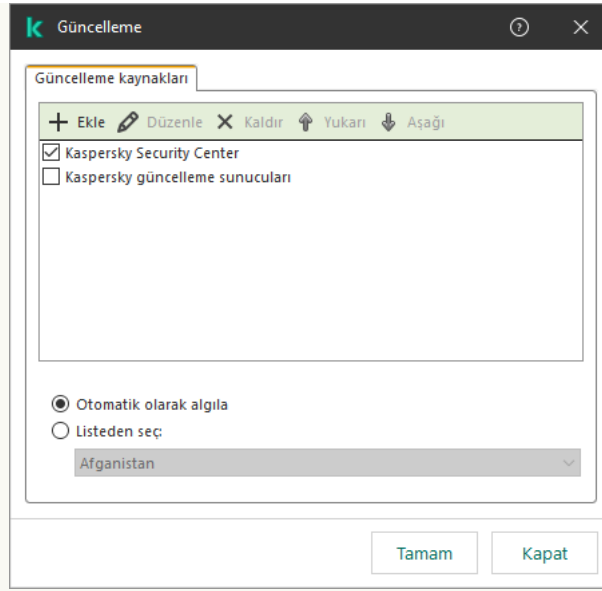 Güncelleme
Güncelleme kaynakları
Ekle Düzenle Kaldır Yukarı Aşağı
Kaspersky Security Center
Kaspersky güncelleme sunucuları
Otomatik olarak algıla
Listeden seç:
Afganistan
Tamam Kapat